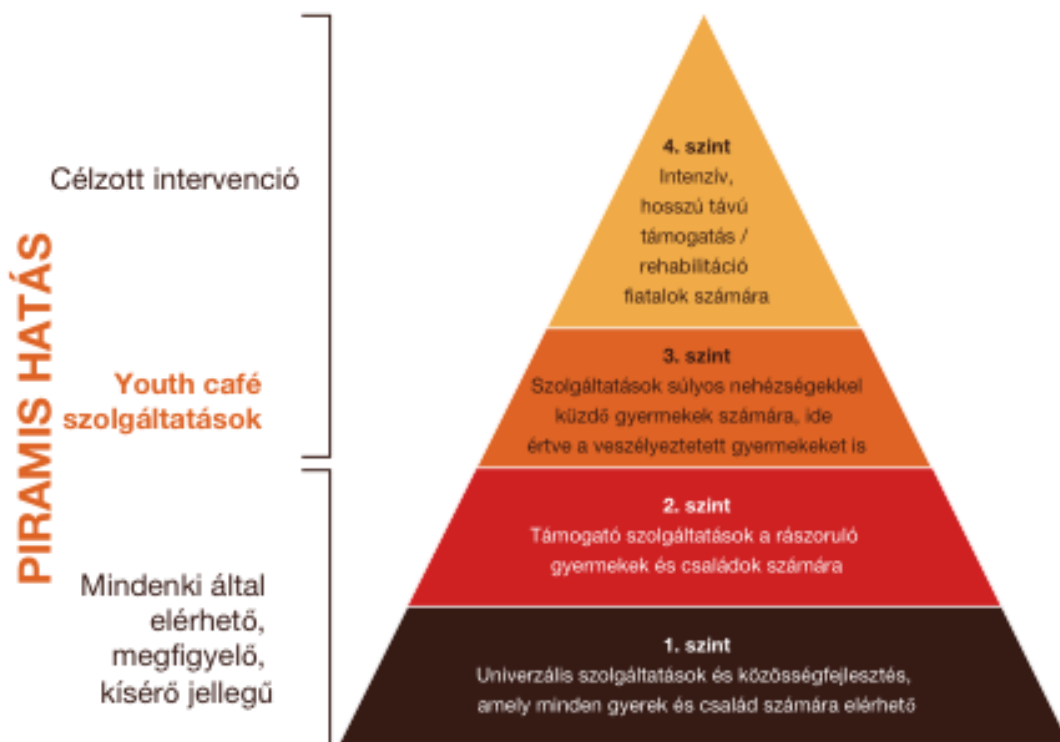 PIRAMIS HATÁS
Célzott intervenció
Youth café
szolgáltatások
Mindenki által
elérhető,
megfigyelő,
kísérő jellegű
4. szint
Intenzív,
hosszú távú
támogatás /
rehabilitáció
fiatalok számára
3. szint
Szolgáltatások súlyos nehézségekkel
küzdő gyermekek számára, ide
értve a veszélyeztetett gyermekeket is
2. szint
Támogató szolgáltatások a rászoruló
gyermekek és családok számára
1. szint
Univerzális szolgáltatások és közösségfejlesztés,
amely minden gyerek és család számára elérhető